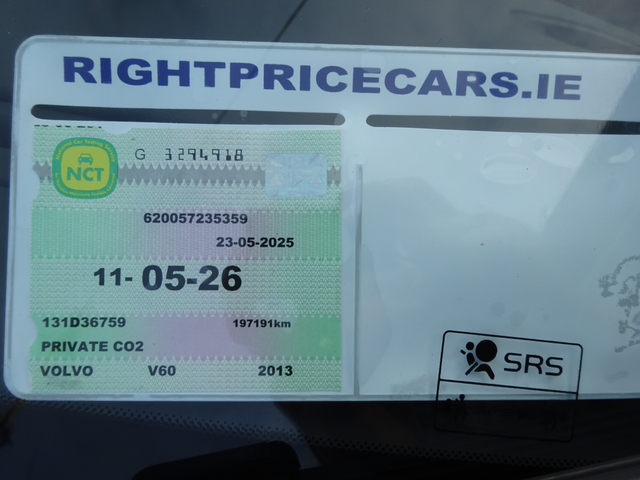 RIGHTPRICECARS.IE
G 3294918
NCT
620057235359
23-05-2025
11-05-26
131D36759 197191km
PRIVATE CO2
VOLVO V60 2013
SRS